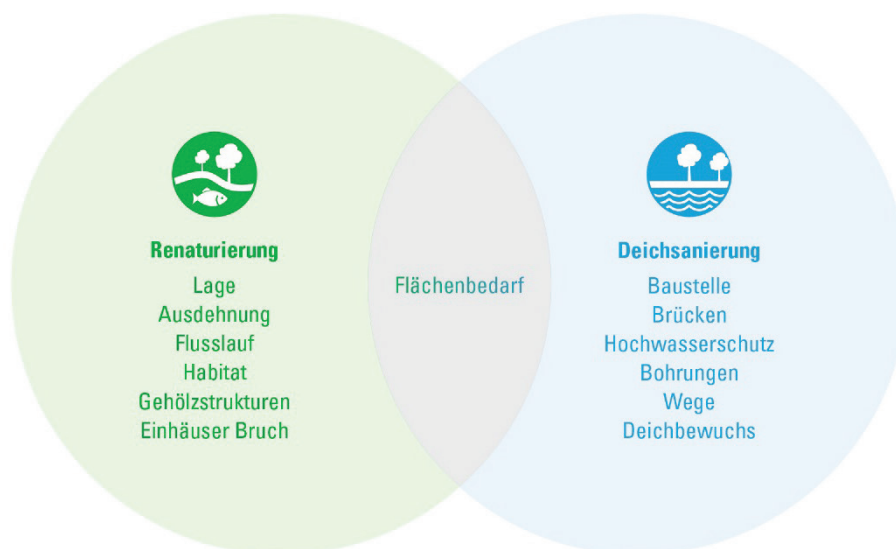 Renaturierung
Lage
Ausdehnung
Flusslauf
Habitat
Gehölzstrukturen
Einhäuser Bruch
Flächenbedarf
Deichsanierung
Baustelle
Brücken
Hochwasserschutz
Bohrungen
Wege
Deichbewuchs